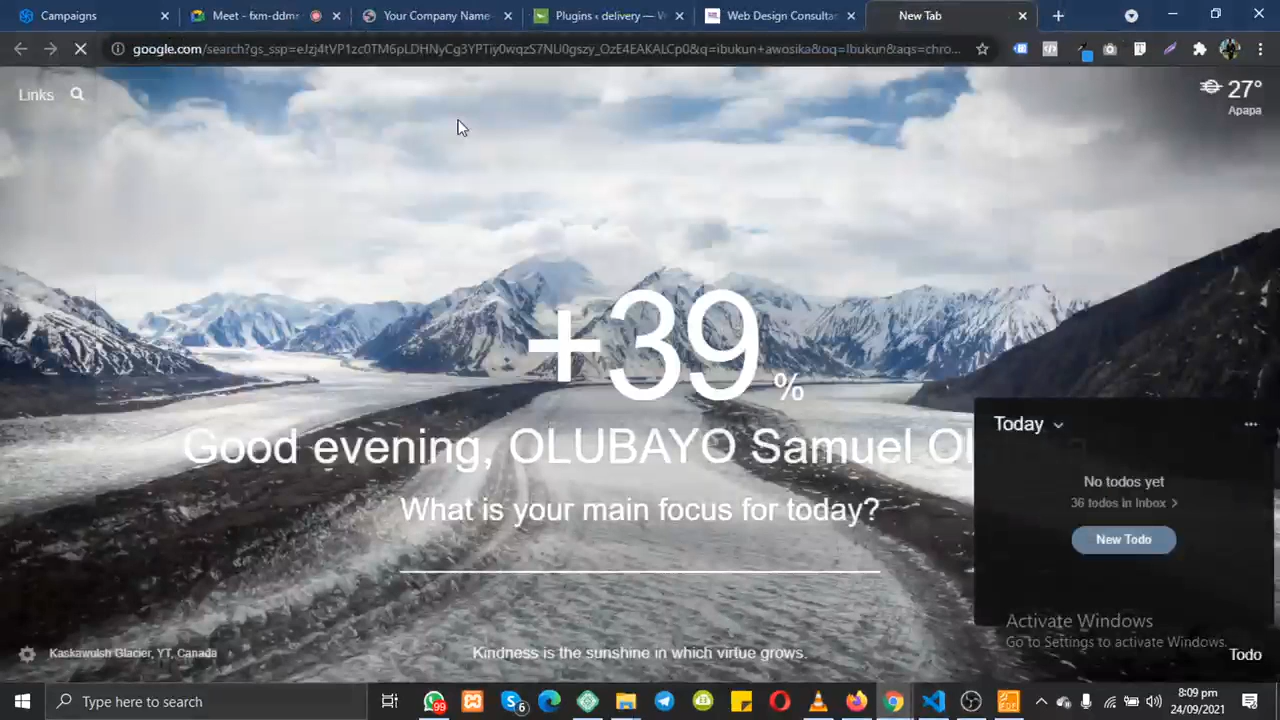 Campaigns
Meet - fxm-ddmr
Your Company Name
Plugins ‹ delivery — W
Web Design Consultan
New Tab
google.com/search?gs_ssp=eJzj4tVP1zc0TM6pLDHNyCg3YPTiy0wqzS7NU0gszy_OzE4EAKALCp0&q=ibukun+awosika&oq=Ibukun&aqs=chro...
Links
27°
Apapa
+39 %
Good evening, OLUBAYO Samuel Ol
What is your main focus for today?
Today
No todos yet
36 todos in Inbox
New Todo
Activate Windows
Go to Settings to activate Windows.
Kaskawulsh Glacier, YT, Canada
Kindness is the sunshine in which virtue grows.
Todo
Type here to search
99
6
8:09 pm
24/09/2021